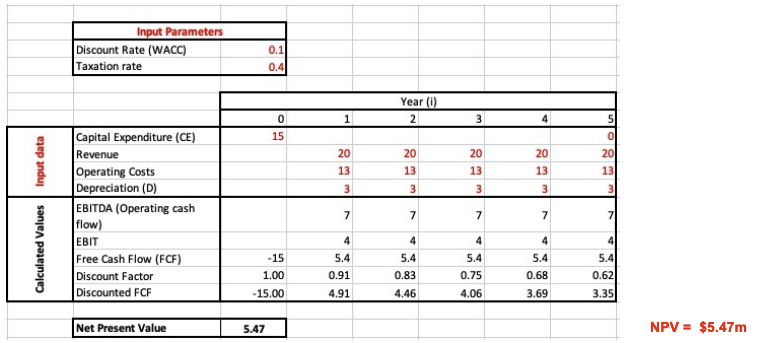 Input Parameters
Discount Rate (WACC) 0.1
Taxation rate 0.4
Year (i)
0 1 2 3 4 5
Input data
Capital Expenditure (CE) 15 0
Revenue 20 20 20 20 20
Operating Costs 13 13 13 13 13
Depreciation (D) 3 3 3 3 3
Calculated Values
EBITDA (Operating cash
flow) 7 7 7 7 7
EBIT 4 4 4 4 4
Free Cash Flow (FCF) -15 5.4 5.4 5.4 5.4 5.4
Discount Factor 1.00 0.91 0.83 0.75 0.68 0.62
Discounted FCF -15.00 4.91 4.46 4.06 3.69 3.35
Net Present Value 5.47
NPV = $5.47m